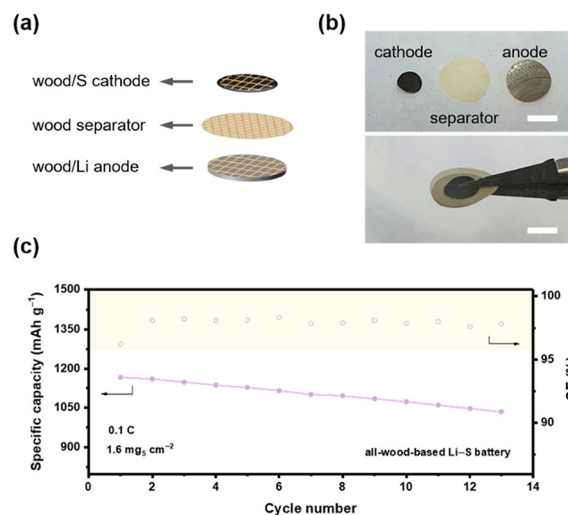 (a)
wood/S cathode
wood separator
wood/Li anode
(b)
cathode
anode
separator
(c)
Specific capacity (mAh g⁻¹)
1500
1350
1200
1050
900
0.1 C
1.6 mgₛ cm⁻²
all-wood-based Li–S battery
100
98
95
93
90
0
2
4
6
8
10
12
14
Cycle number